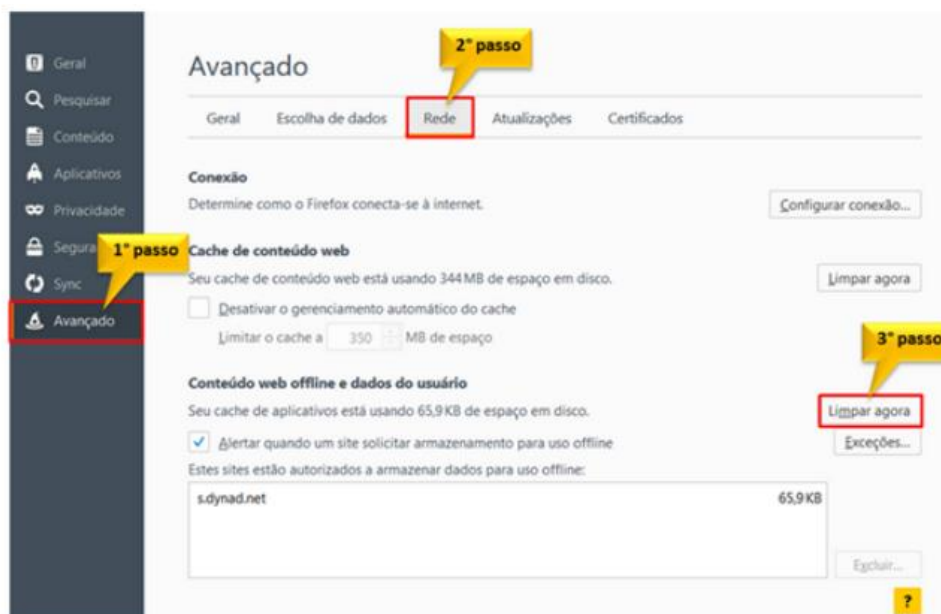 2° passo
Geral
Avançado
Pesquisar
Geral Escolha de dados Rede Atualizações Certificados
Conteúdo
Aplicativos
Conexão
Privacidade
Determine como o Firefox conecta-se à internet. Configurar conexão...
Segura
1° passo
Cache de conteúdo web
Sync
Seu cache de conteúdo web está usando 344 MB de espaço em disco. Limpar agora
Avançado
Desativar o gerenciamento automático do cache
Limitar o cache a 350 MB de espaço
3° passo
Conteúdo web offline e dados do usuário
Seu cache de aplicativos está usando 65,9 KB de espaço em disco. Limpar agora
Alertar quando um site solicitar armazenamento para uso offline Exceções...
Estes sites estão autorizados a armazenar dados para uso offline:
s.dynad.net 65,9 KB
Excluir...
?